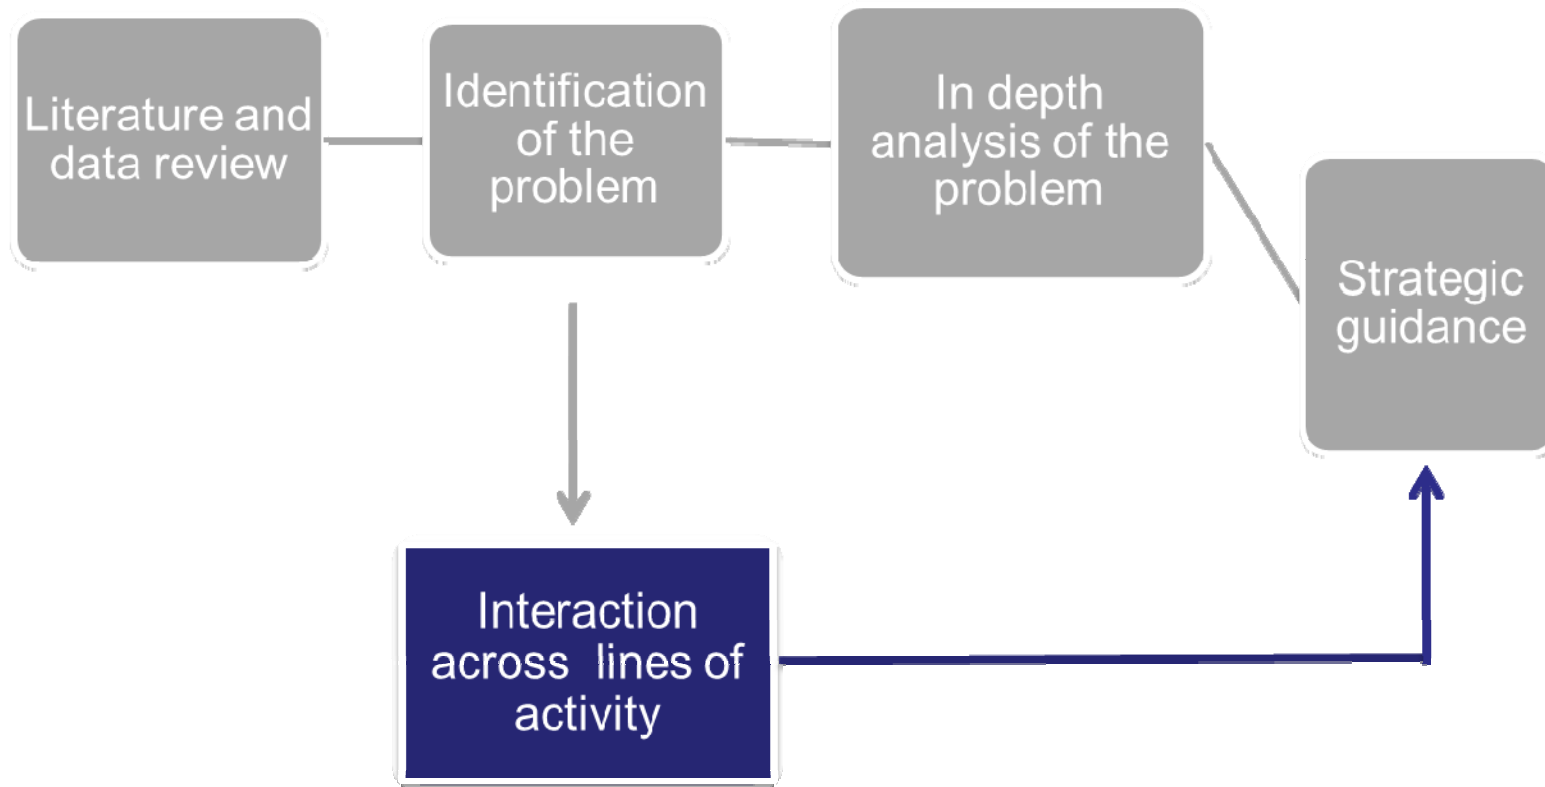 Literature and
data review
Identification
of the
problem
In depth
analysis of the
problem
Strategic
guidance
Interaction
across lines of
activity